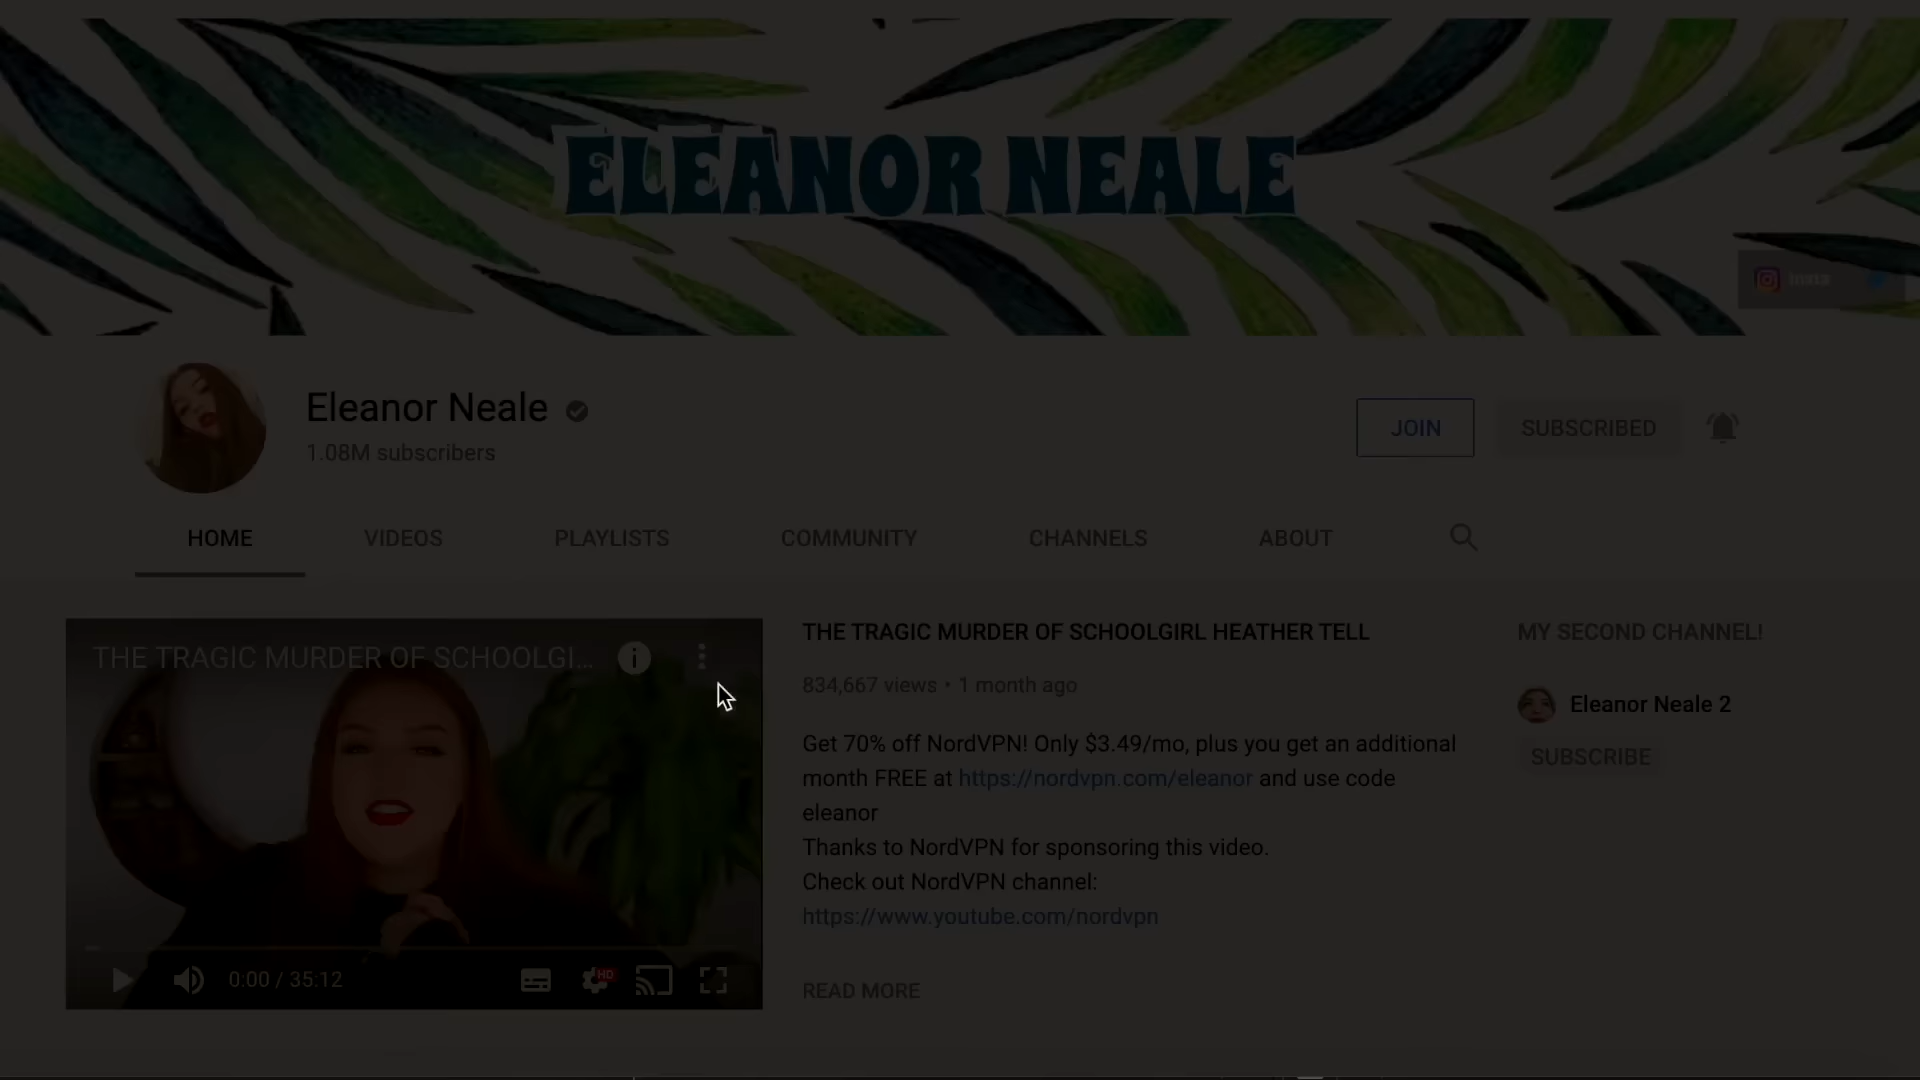 ELEANOR NEALE
Insta
Eleanor Neale
1.08M subscribers
JOIN
SUBSCRIBED
HOME
VIDEOS
PLAYLISTS
COMMUNITY
CHANNELS
ABOUT
THE TRAGIC MURDER OF SCHOOLGI...
0:00 / 35:12
HD
THE TRAGIC MURDER OF SCHOOLGIRL HEATHER TELL
834,667 views • 1 month ago
Get 70% off NordVPN! Only $3.49/mo, plus you get an additional
month FREE at https://nordvpn.com/eleanor and use code
eleanor
Thanks to NordVPN for sponsoring this video.
Check out NordVPN channel:
https://www.youtube.com/nordvpn
READ MORE
MY SECOND CHANNEL!
Eleanor Neale 2
SUBSCRIBE